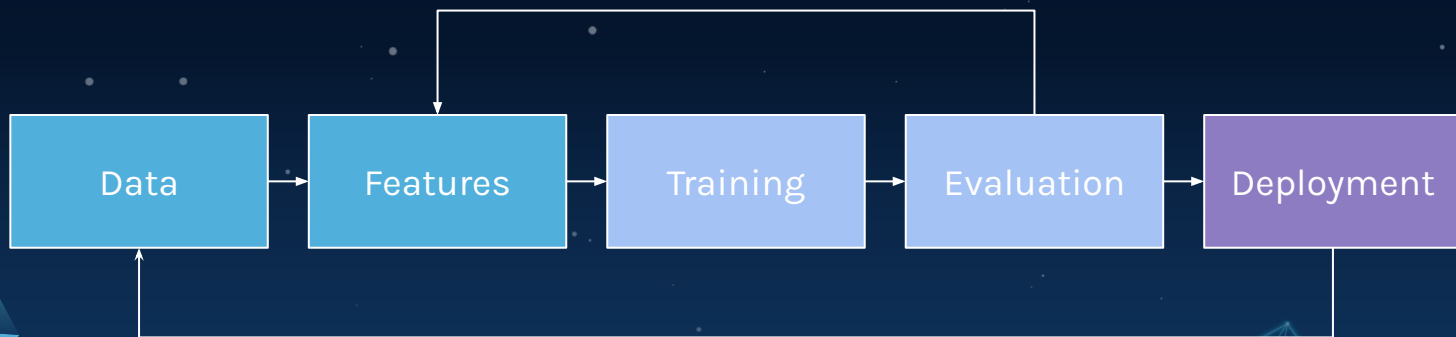 Data
Features
Training
Evaluation
Deployment